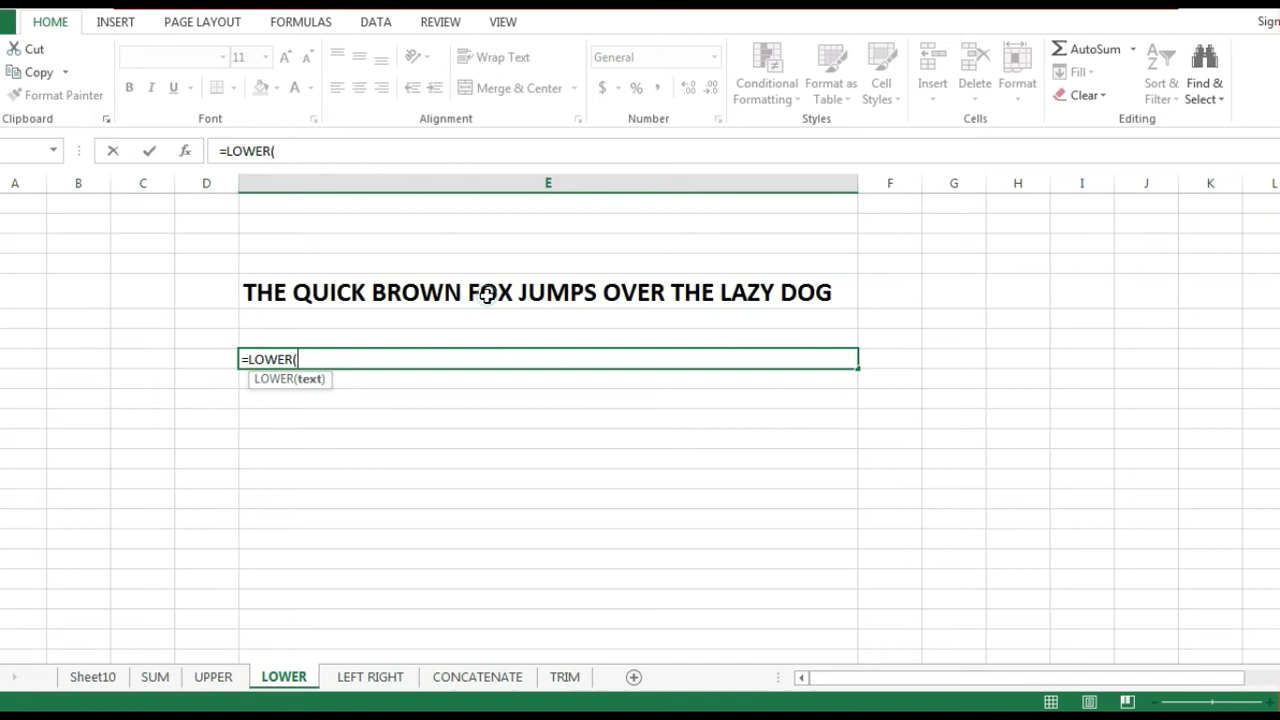 HOME INSERT PAGE LAYOUT FORMULAS DATA REVIEW VIEW
Cut
Copy
Format Painter
Clipboard
11
B I U
A
Font
Wrap Text
Merge & Center
Alignment
General
$ % ,
Number
Conditional Formatting
Format as Table
Cell Styles
Styles
Insert Delete Format
Cells
AutoSum
Fill
Clear
Sort & Filter
Find & Select
Editing
fx =LOWER(
A B C D E F G H I J K L
THE QUICK BROWN FOX JUMPS OVER THE LAZY DOG
=LOWER(
LOWER(text)
Sheet10 SUM UPPER LOWER LEFT RIGHT CONCATENATE TRIM